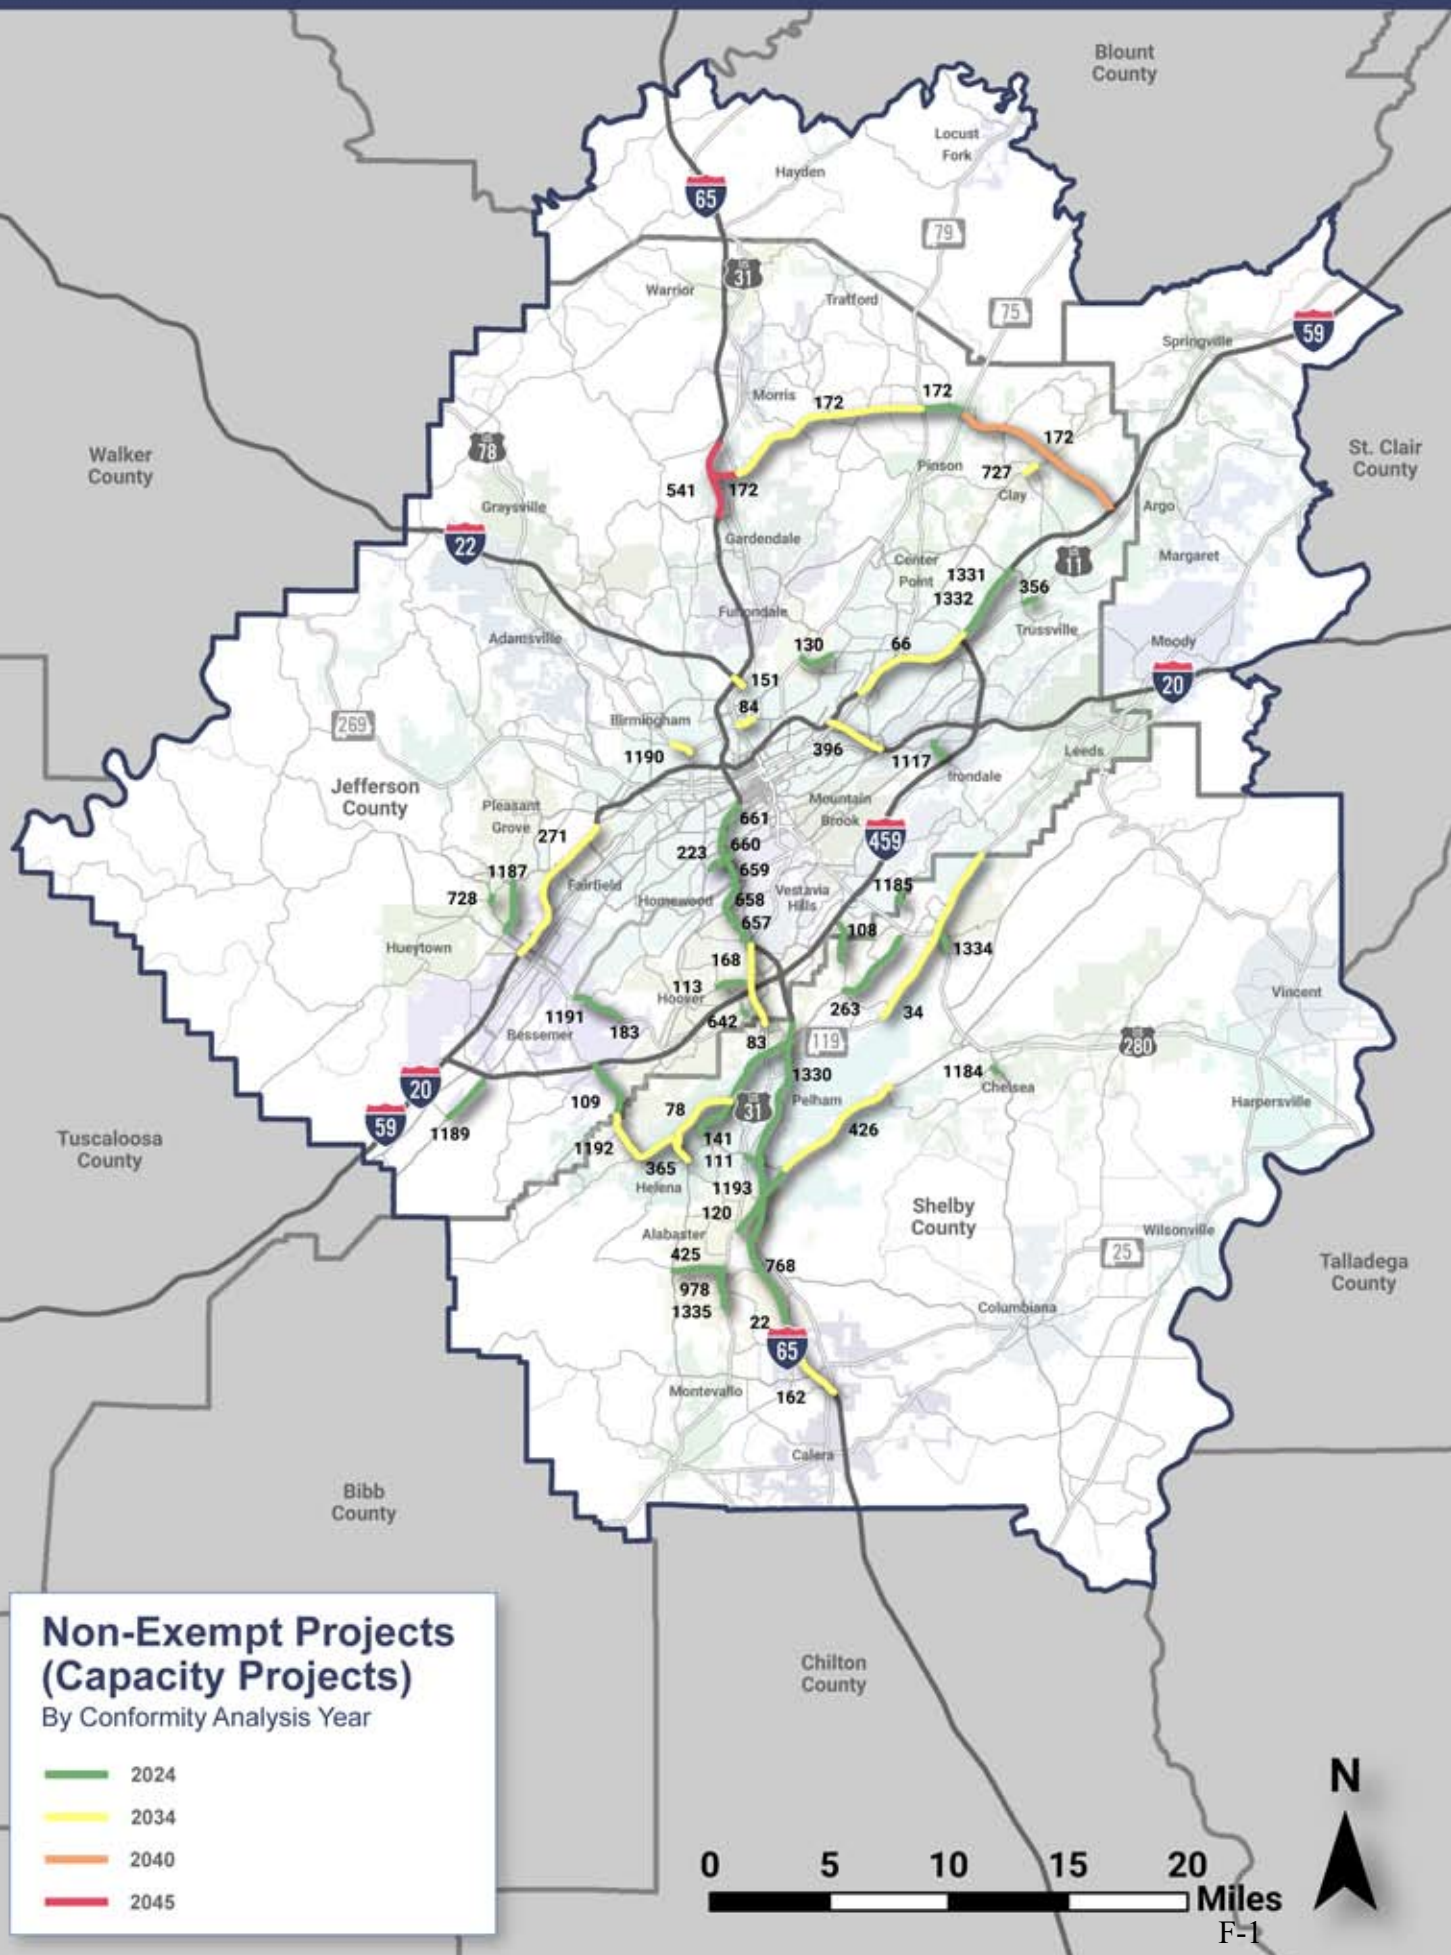 Blount
County
Locust
Fork
Hayden
65
79
31
Warrior
Trafford
75
59
Springville
172
172
Morris
Walker
County
78
172
St. Clair
County
Pinson
727
541
172
Clay
Graysville
Argo
Gardendale
22
Center
Point
11
Margaret
1331
356
1332
Fultondale
Adamsville
Trussville
130
66
Moody
151
20
84
Birmingham
269
396
1190
1117
Leeds
Irondale
Jefferson
County
Pleasant
Grove
Mountain
Brook
661
271
459
660
223
659
1187
1185
Fairfield
Vestavia
Hills
728
Homewood
658
657
108
Hueytown
1334
168
113
Hoover
Vincent
263
34
1191
642
183
Bessemer
83
119
280
1330
1184
Chelsea
20
109
78
31
Pelham
Harpersville
59
1189
426
Tuscaloosa
County
1192
141
365
111
Helena
1193
120
Shelby
County
Alabaster
Wilsonville
425
25
768
Talladega
County
978
1335
Columbiana
22
65
Montevallo
162
Calera
Bibb
County
Chilton
County
Non-Exempt Projects
(Capacity Projects)
By Conformity Analysis Year
2024
2034
2040
2045
N
0 5 10 15 20
Miles
F-1